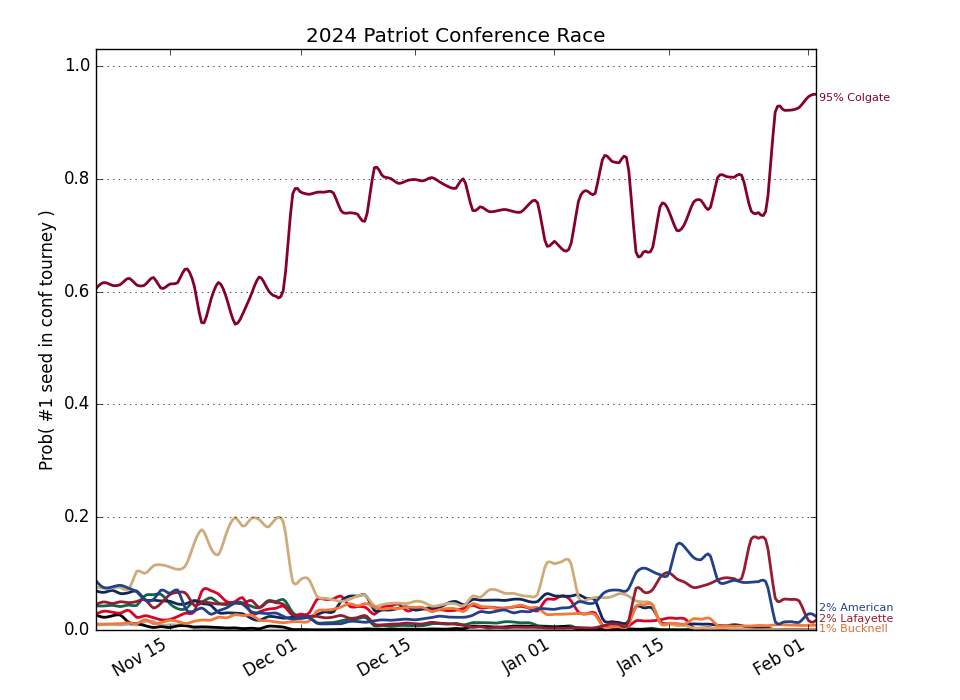 2024 Patriot Conference Race
Prob( #1 seed in conf tourney )
1.0
0.8
0.6
0.4
0.2
0.0
95% Colgate
2% American
2% Lafayette
1% Bucknell
Nov 15
Dec 01
Dec 15
Jan 01
Jan 15
Feb 01